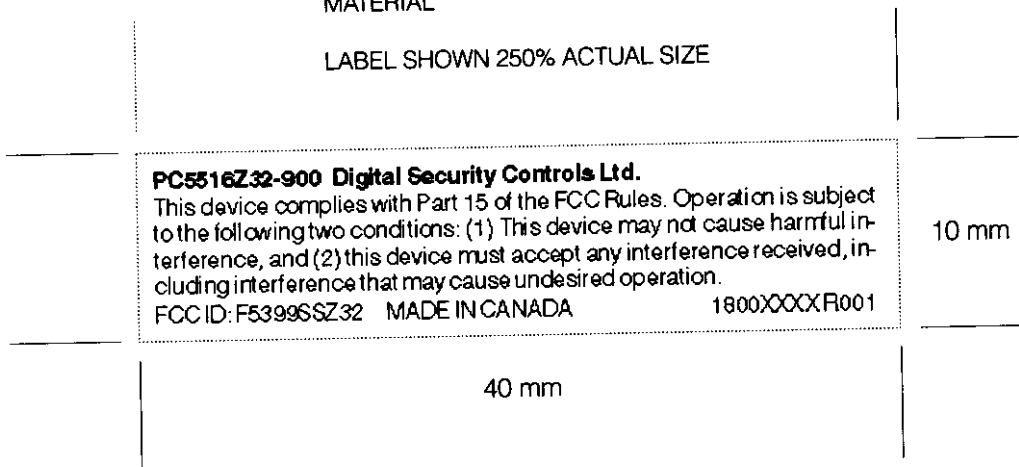 MATERIAL
LABEL SHOWN 250% ACTUAL SIZE
PC5516Z32-900 Digital Security Controls Ltd.
This device complies with Part 15 of the FCC Rules. Operation is subject
to the following two conditions: (1) This device may not cause harmful in-
terference, and (2) this device must accept any interference received, in-
cluding interference that may cause undesired operation.
FCC ID: F5399SSZ32 MADE IN CANADA 1800XXXXR001
10 mm
40 mm